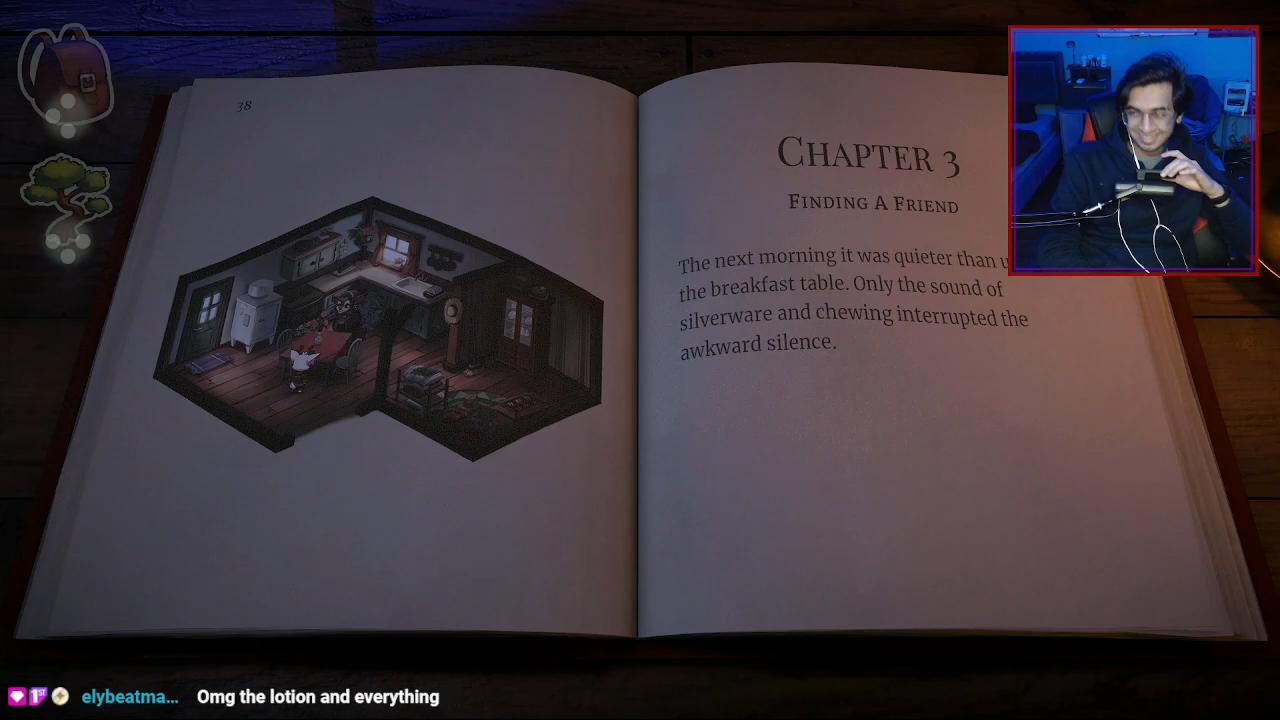 38
CHAPTER 3
FINDING A FRIEND
The next morning it was quieter than
the breakfast table. Only the sound of
silverware and chewing interrupted the
awkward silence.
1ST
elybeatma... Omg the lotion and everything